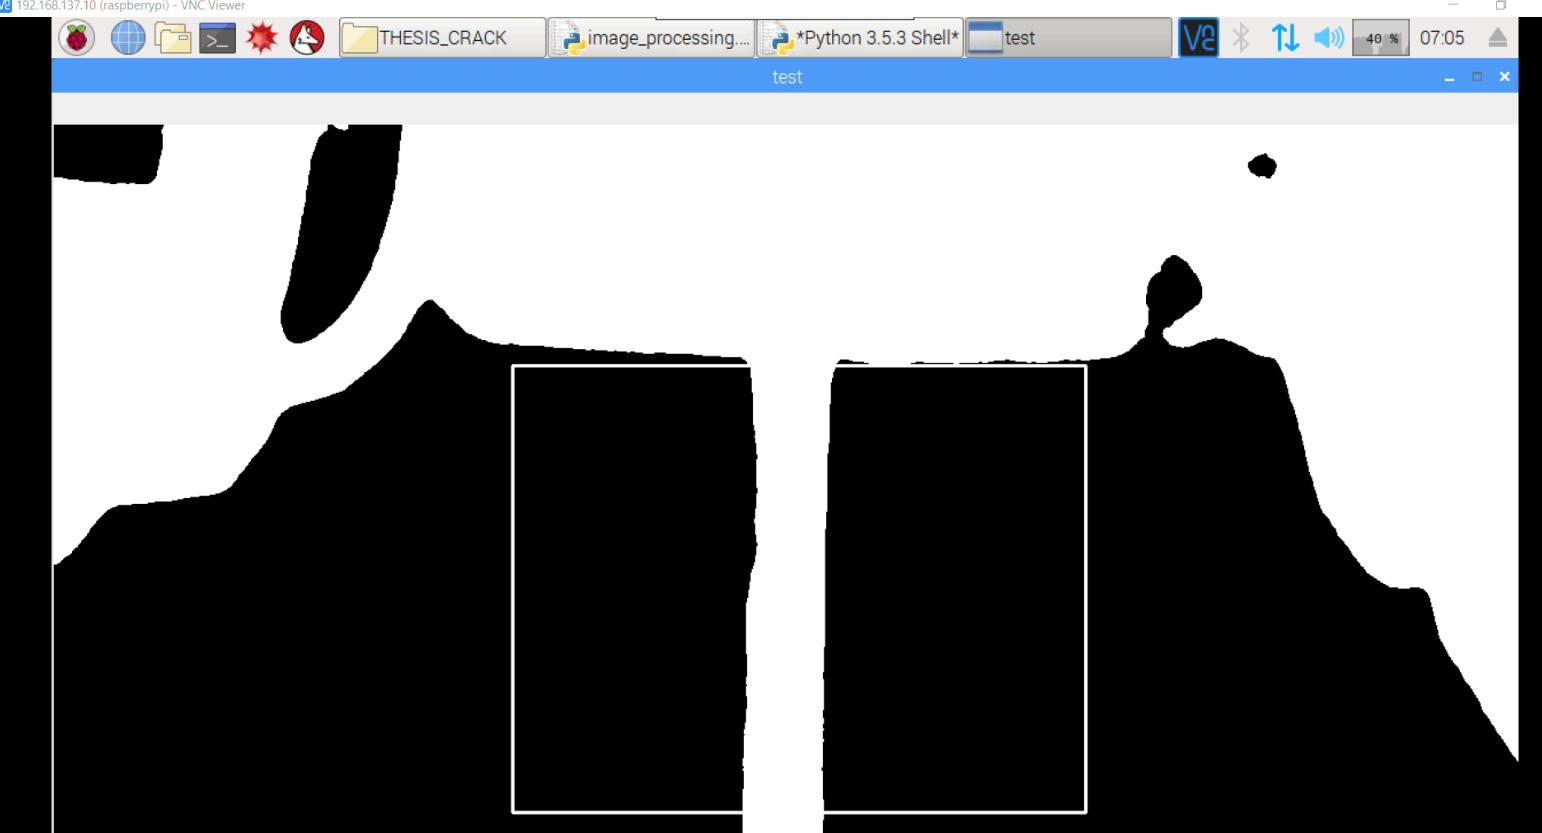 192.168.137.10 (raspberrypi) - VNC Viewer
THESIS_CRACK image_processing.... *Python 3.5.3 Shell* test 40 % 07:05
test